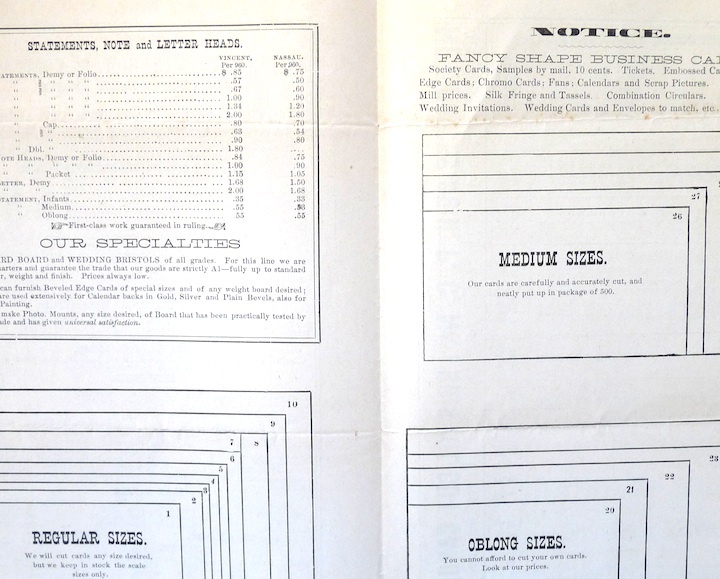 STATEMENTS, NOTE and LETTER HEADS.
VINCENT, NASSAU.
Per 960. Per 960.
ATEMENTS, Demy or Folio $ .85 $ .75
" " " " .57 .50
" " " " .67 .60
" " " " 1.00 .90
" " " " 1.34 1.20
" " " " 2.00 1.80
" Cap. .80 .70
" " .63 .54
" " .90 .80
" Dbl. " 1.80
OTE HEADS, Demy or Folio .84 .75
" " " " " 1.00 .90
" " Packet 1.15 1.05
ETTER, Demy 1.68 1.50
" " 2.00 1.68
TATEMENT, Infants .35 .33
" Medium .55
" Oblong .55 .55
First-class work guaranteed in ruling.
OUR SPECIALTIES
RD BOARD and WEDDING BRISTOLS of all grades. For this line we are
arters and guarantee the trade that our goods are strictly A1—fully up to standard
r, weight and finish. Prices always low.
can furnish Beveled Edge Cards of special sizes and of any weight board desired;
are used extensively for Calendar backs in Gold, Silver and Plain Bevels, also for
Painting.
make Photo. Mounts, any size desired, of Board that has been practically tested by
ade and has given universal satisfaction.
10
9
8
7
6
5
4
3
2
1
REGULAR SIZES.
We will cut cards any size desired,
but we keep in stock the scale
sizes only.
NOTICE.
FANCY SHAPE BUSINESS CA
Society Cards, Samples by mail, 10 cents. Tickets. Embossed Ca
Edge Cards; Chromo Cards; Fans; Calendars and Scrap Pictures.
Mill prices. Silk Fringe and Tassels. Combination Circulars.
Wedding Invitations. Wedding Cards and Envelopes to match, etc.
27
26
MEDIUM SIZES.
Our cards are carefully and accurately cut, and
neatly put up in package of 500.
23
22
21
20
OBLONG SIZES.
You cannot afford to cut your own cards.
Look at our prices.